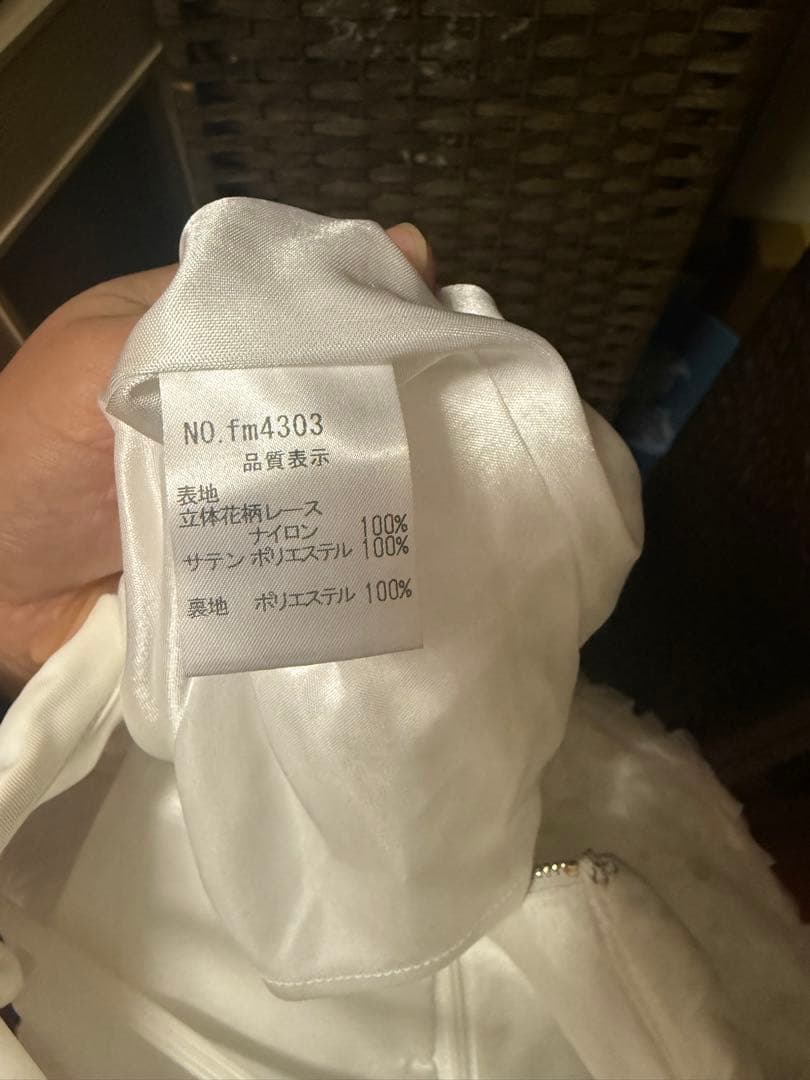 NO.fm4303
品質表示
表地
立体花柄レース
ナイロン 100%
サテン ポリエステル 100%
裏地 ポリエステル 100%